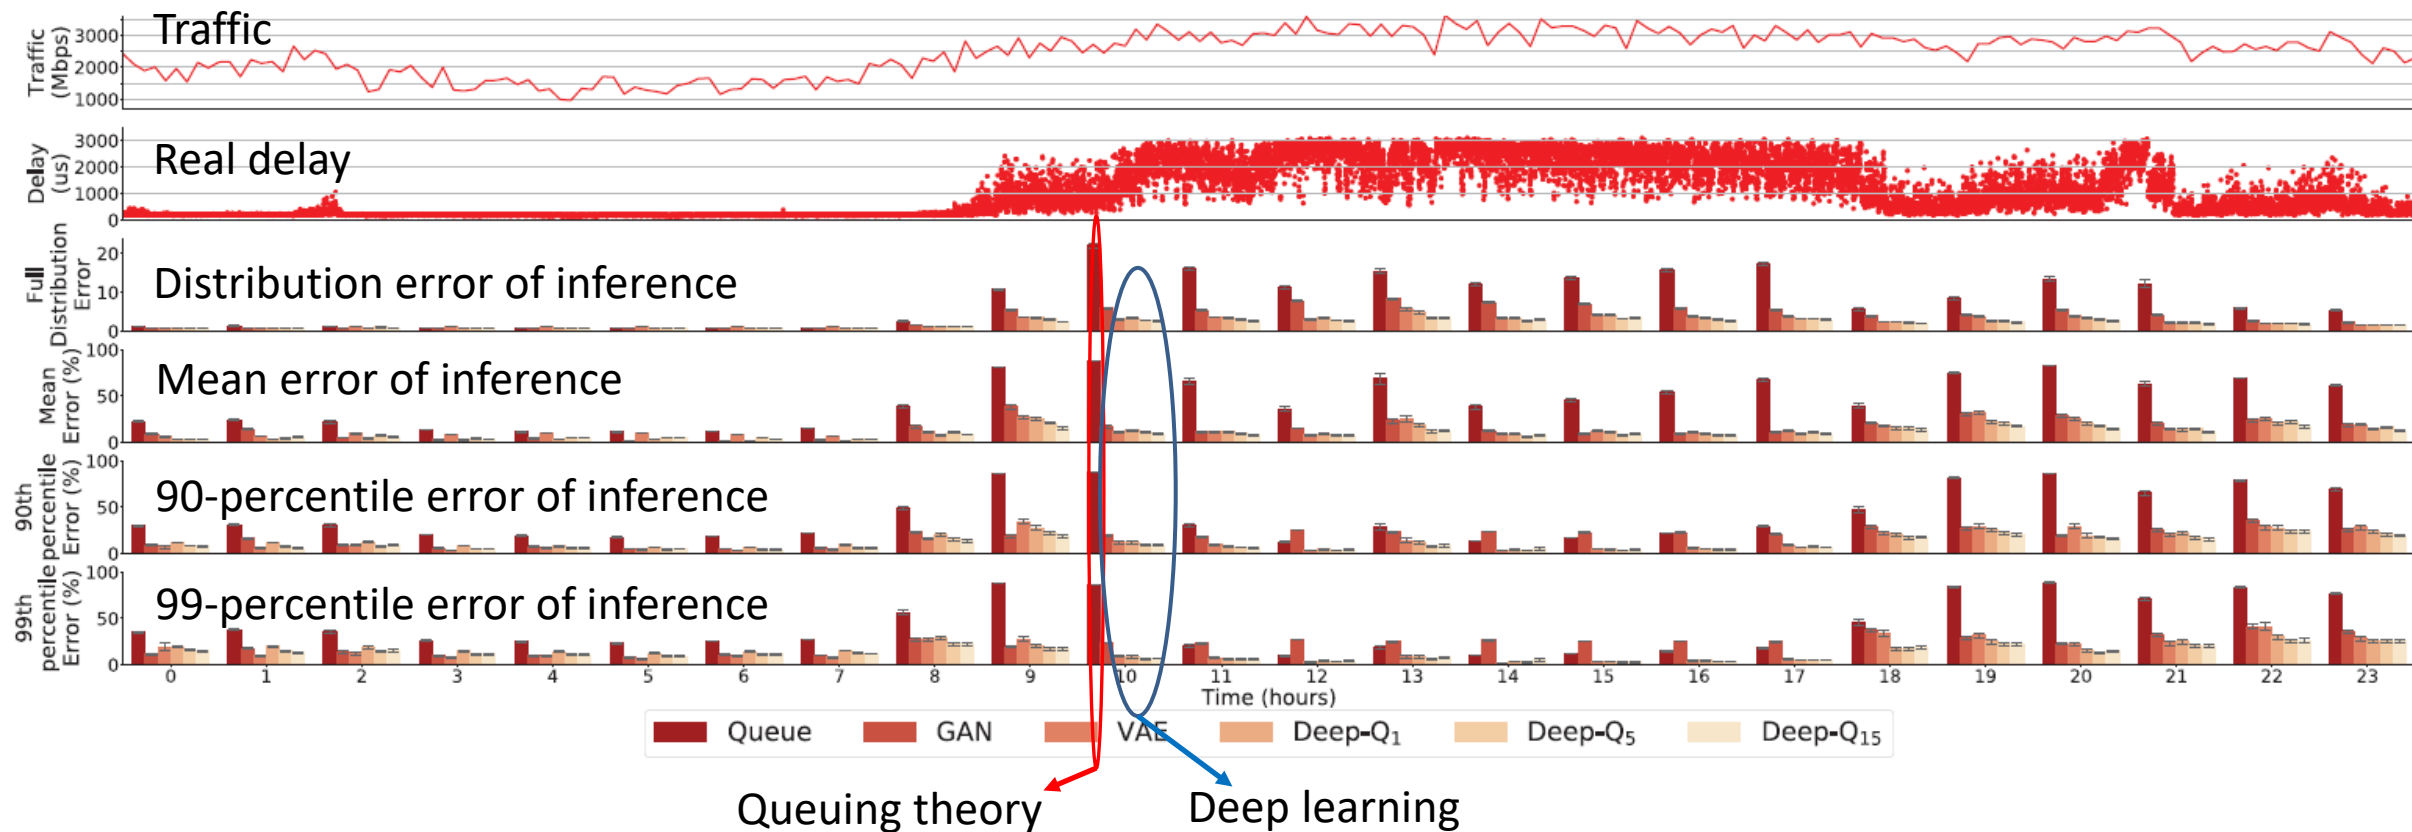 Traffic
Traffic
(Mbps)
3000
2000
1000
Real delay
Delay
(us)
3000
2000
1000
0
Distribution error of inference
Full
Distribution
Error
20
10
0
Mean error of inference
Mean
Error (%)
100
50
0
90-percentile error of inference
90th
percentile
Error (%)
100
50
0
99-percentile error of inference
99th
percentile
Error (%)
100
50
0
0 1 2 3 4 5 6 7 8 9 10 11 12 13 14 15 16 17 18 19 20 21 22 23
Time (hours)
Queue GAN VAE Deep-Q1 Deep-Q5 Deep-Q15
Queuing theory
Deep learning